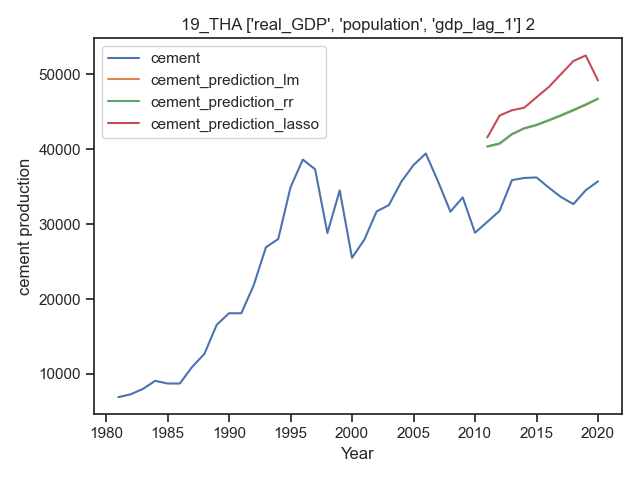 19_THA ['real_GDP', 'population', 'gdp_lag_1'] 2
cement
cement_prediction_lm
cement_prediction_rr
cement_prediction_lasso
50000
40000
30000
20000
10000
cement production
1980 1985 1990 1995 2000 2005 2010 2015 2020
Year